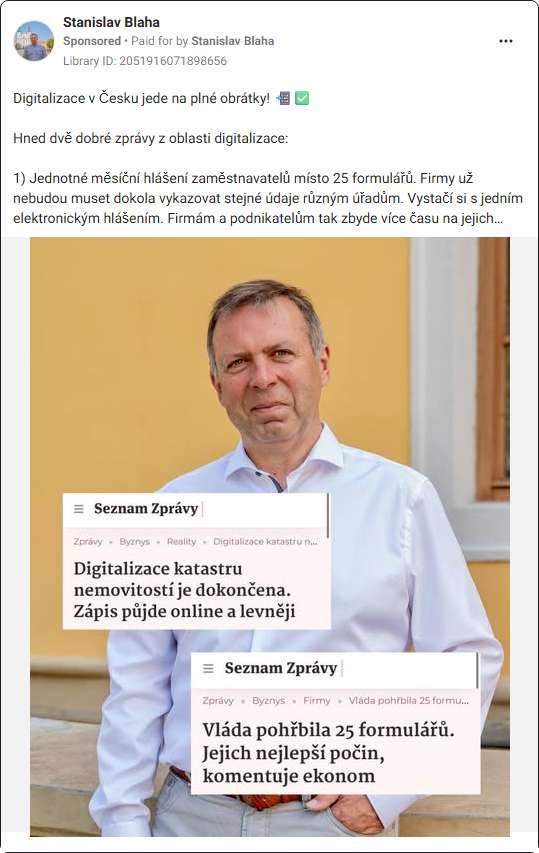 Stanislav Blaha
Sponsored • Paid for by Stanislav Blaha
Library ID: 2051916071898656
Digitalizace v Česku jede na plné obrátky! 📲 ✅
Hned dvě dobré zprávy z oblasti digitalizace:
1) Jednotné měsíční hlášení zaměstnavatelů místo 25 formulářů. Firmy už
nebudou muset dokola vykazovat stejné údaje různým úřadům. Vystačí si s jedním
elektronickým hlášením. Firmám a podnikatelům tak zbyde více času na jejich...
Seznam Zprávy
Zprávy • Byznys • Reality • Digitalizace katastru n...
Digitalizace katastru
nemovitostí je dokončena.
Zápis půjde online a levněji
Seznam Zprávy
Zprávy • Byznys • Firmy • Vláda pohřbila 25 formu...
Vláda pohřbila 25 formulářů.
Jejich nejlepší počin,
komentuje ekonom